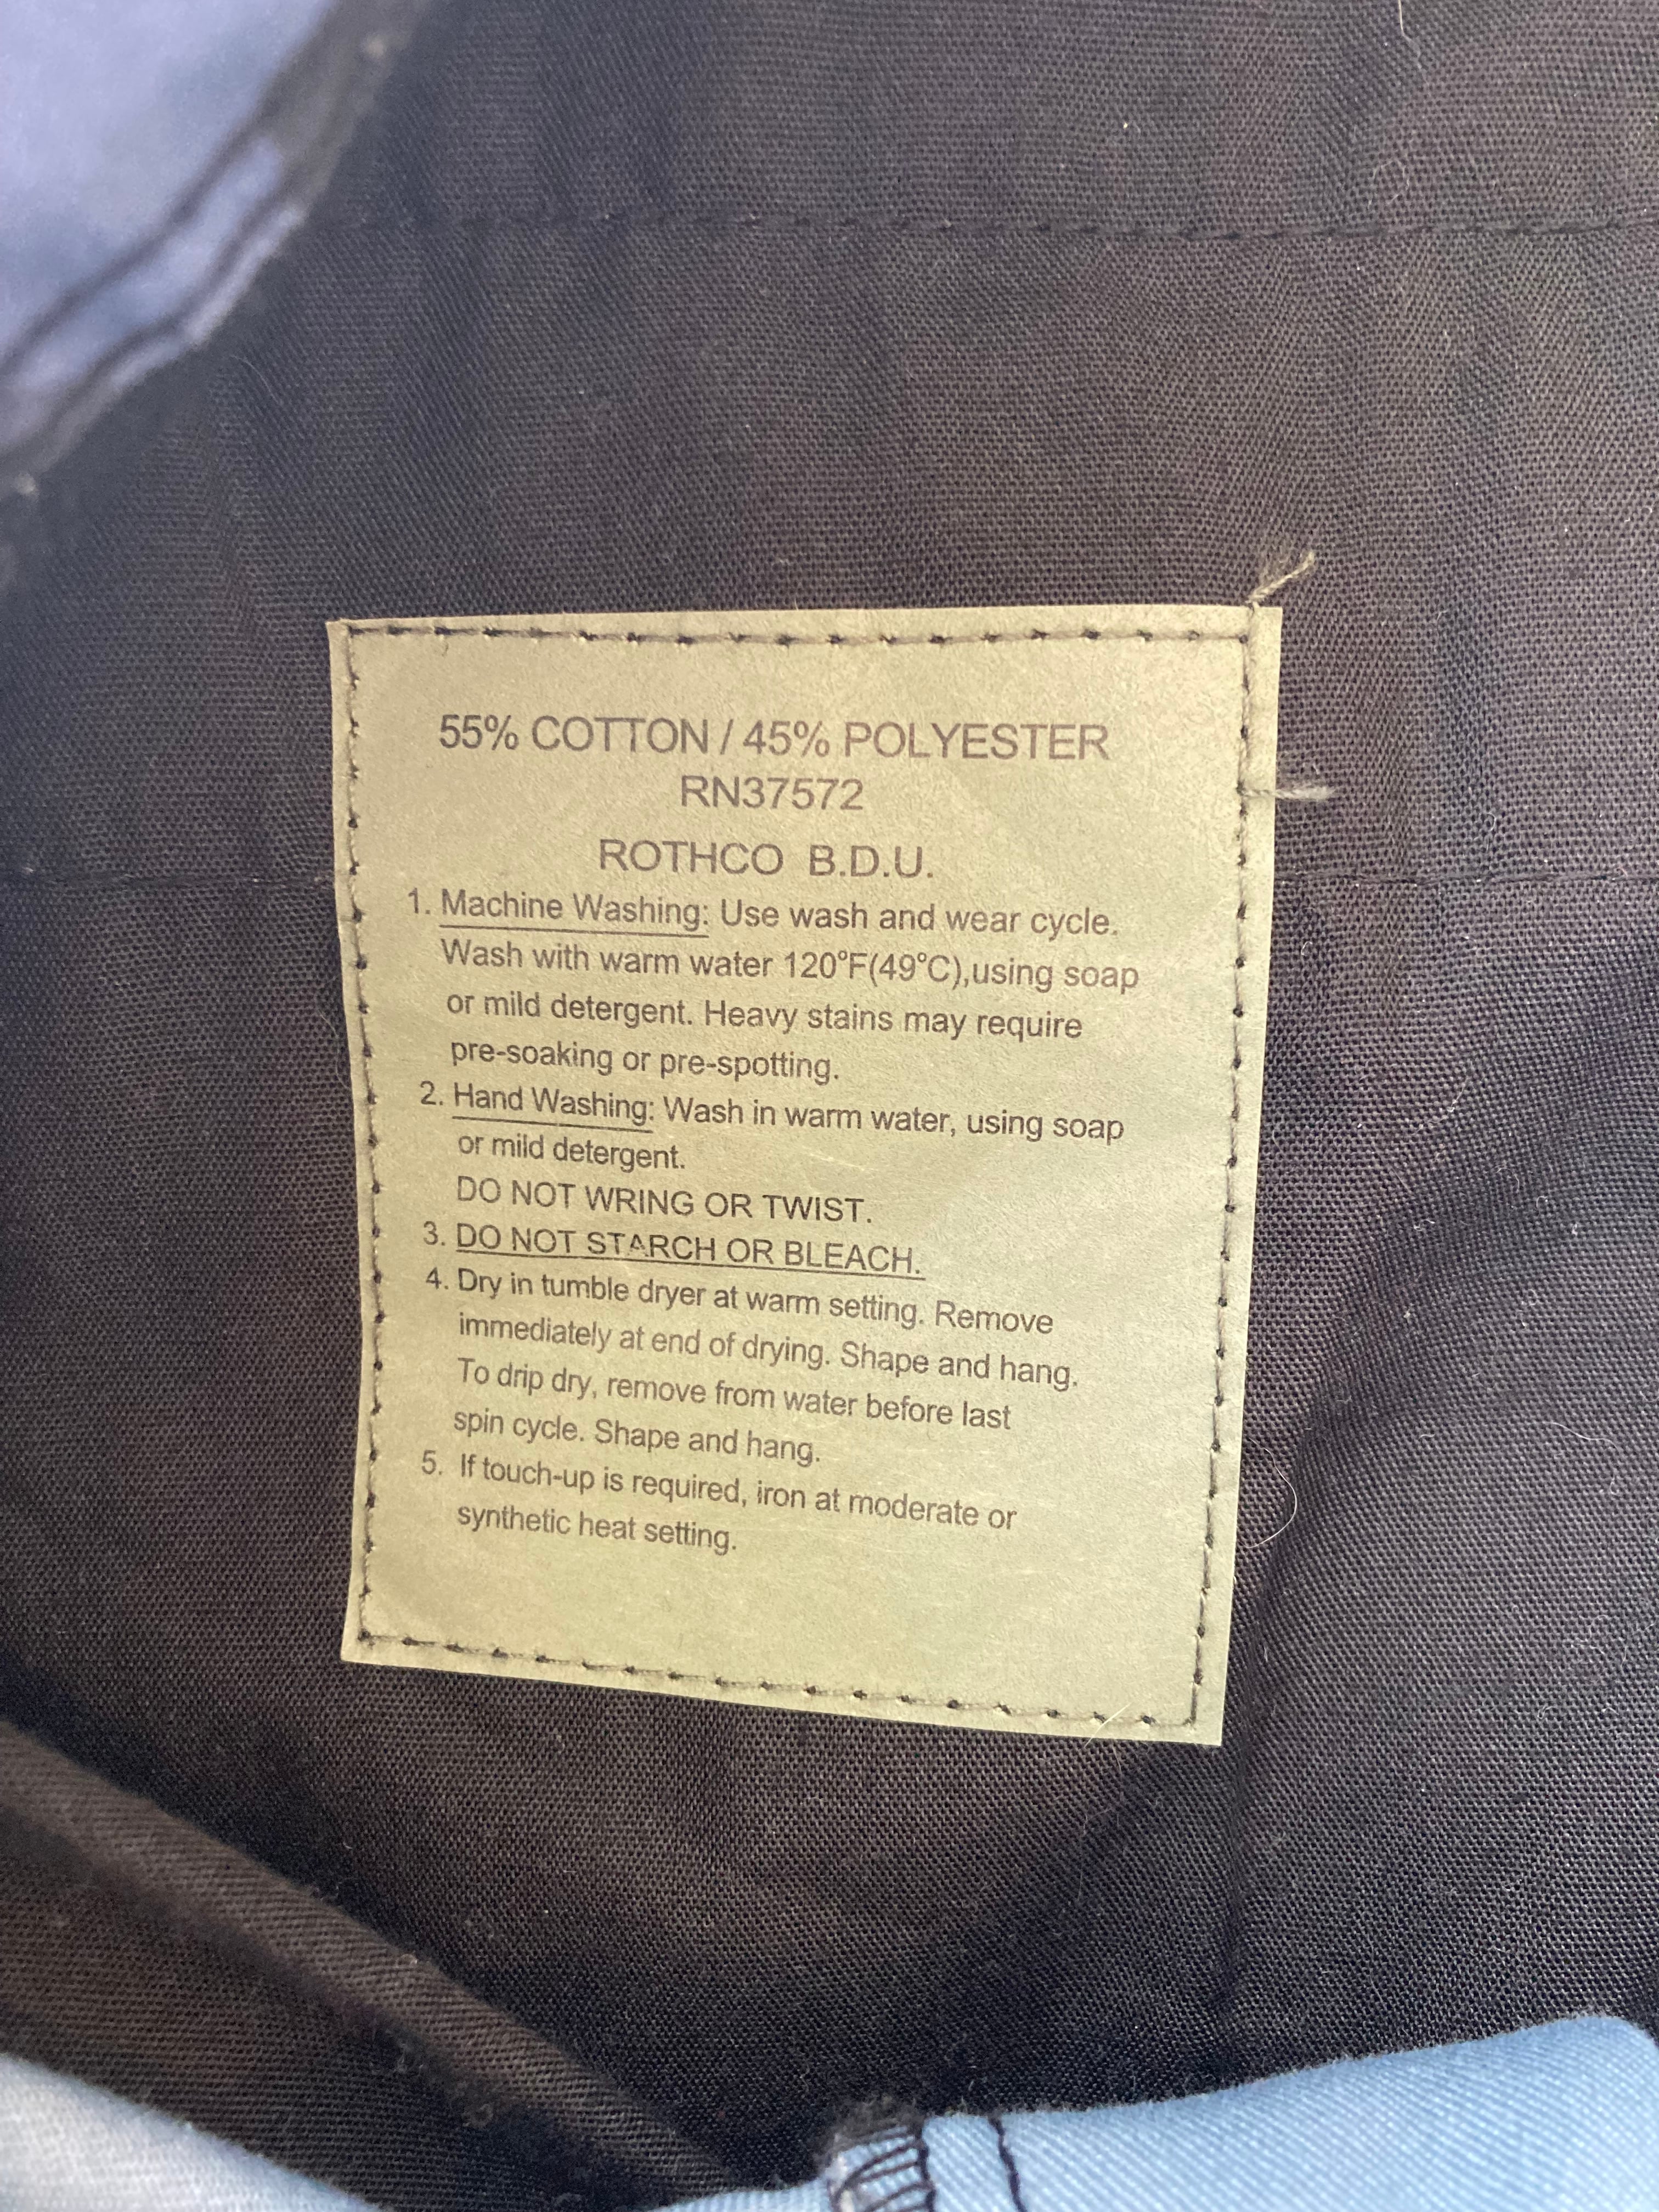 55% COTTON / 45% POLYESTER
RN37572
ROTHCO B.D.U.
1. Machine Washing: Use wash and wear cycle.
Wash with warm water 120°F(49°C),using soap
or mild detergent. Heavy stains may require
pre-soaking or pre-spotting.
2. Hand Washing: Wash in warm water, using soap
or mild detergent.
DO NOT WRING OR TWIST.
3. DO NOT STARCH OR BLEACH.
4. Dry in tumble dryer at warm setting. Remove
immediately at end of drying. Shape and hang.
To drip dry, remove from water before last
spin cycle. Shape and hang.
5. If touch-up is required, iron at moderate or
synthetic heat setting.